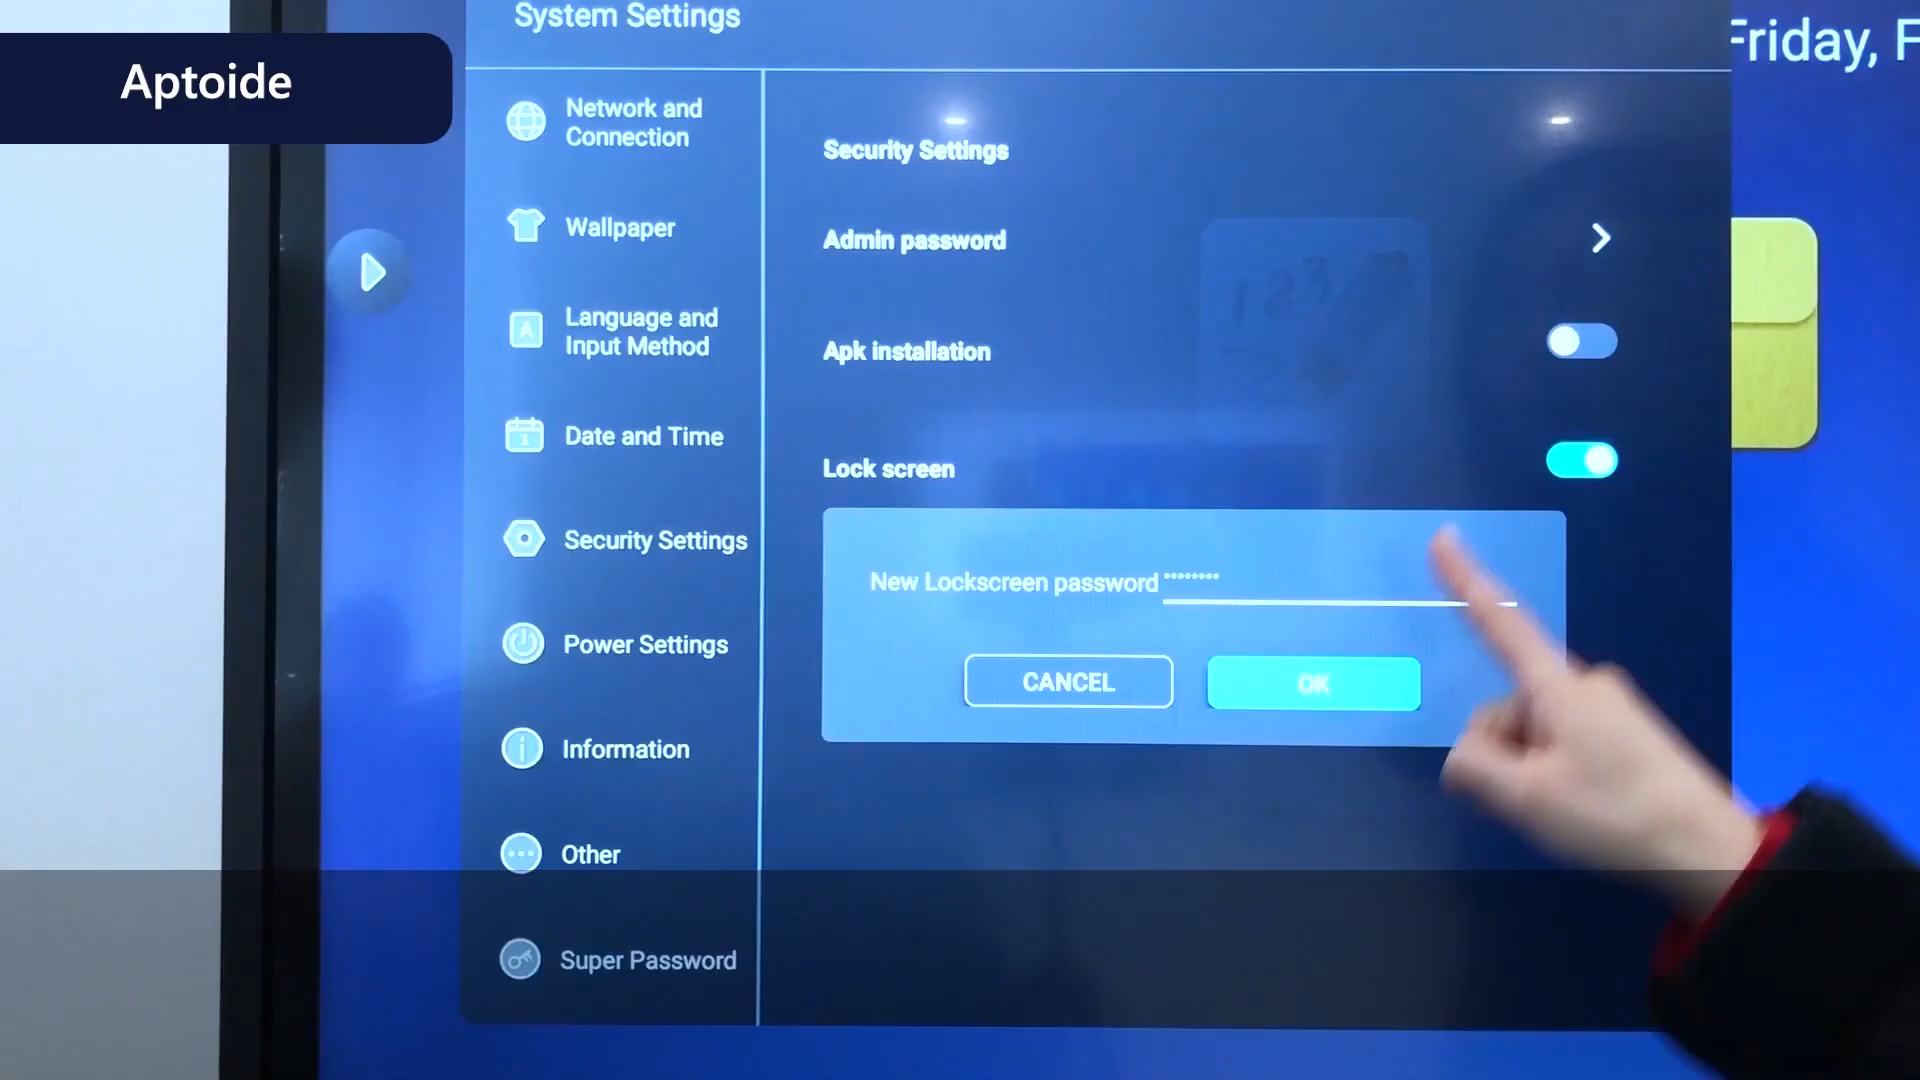 System Settings
Friday, F
Aptoide
Network and
Connection
Wallpaper
A
Language and
Input Method
1
Date and Time
Security Settings
Power Settings
i
Information
Other
Super Password
Security Settings
Admin password
Apk installation
Lock screen
New Lockscreen password ••••••••
CANCEL
OK